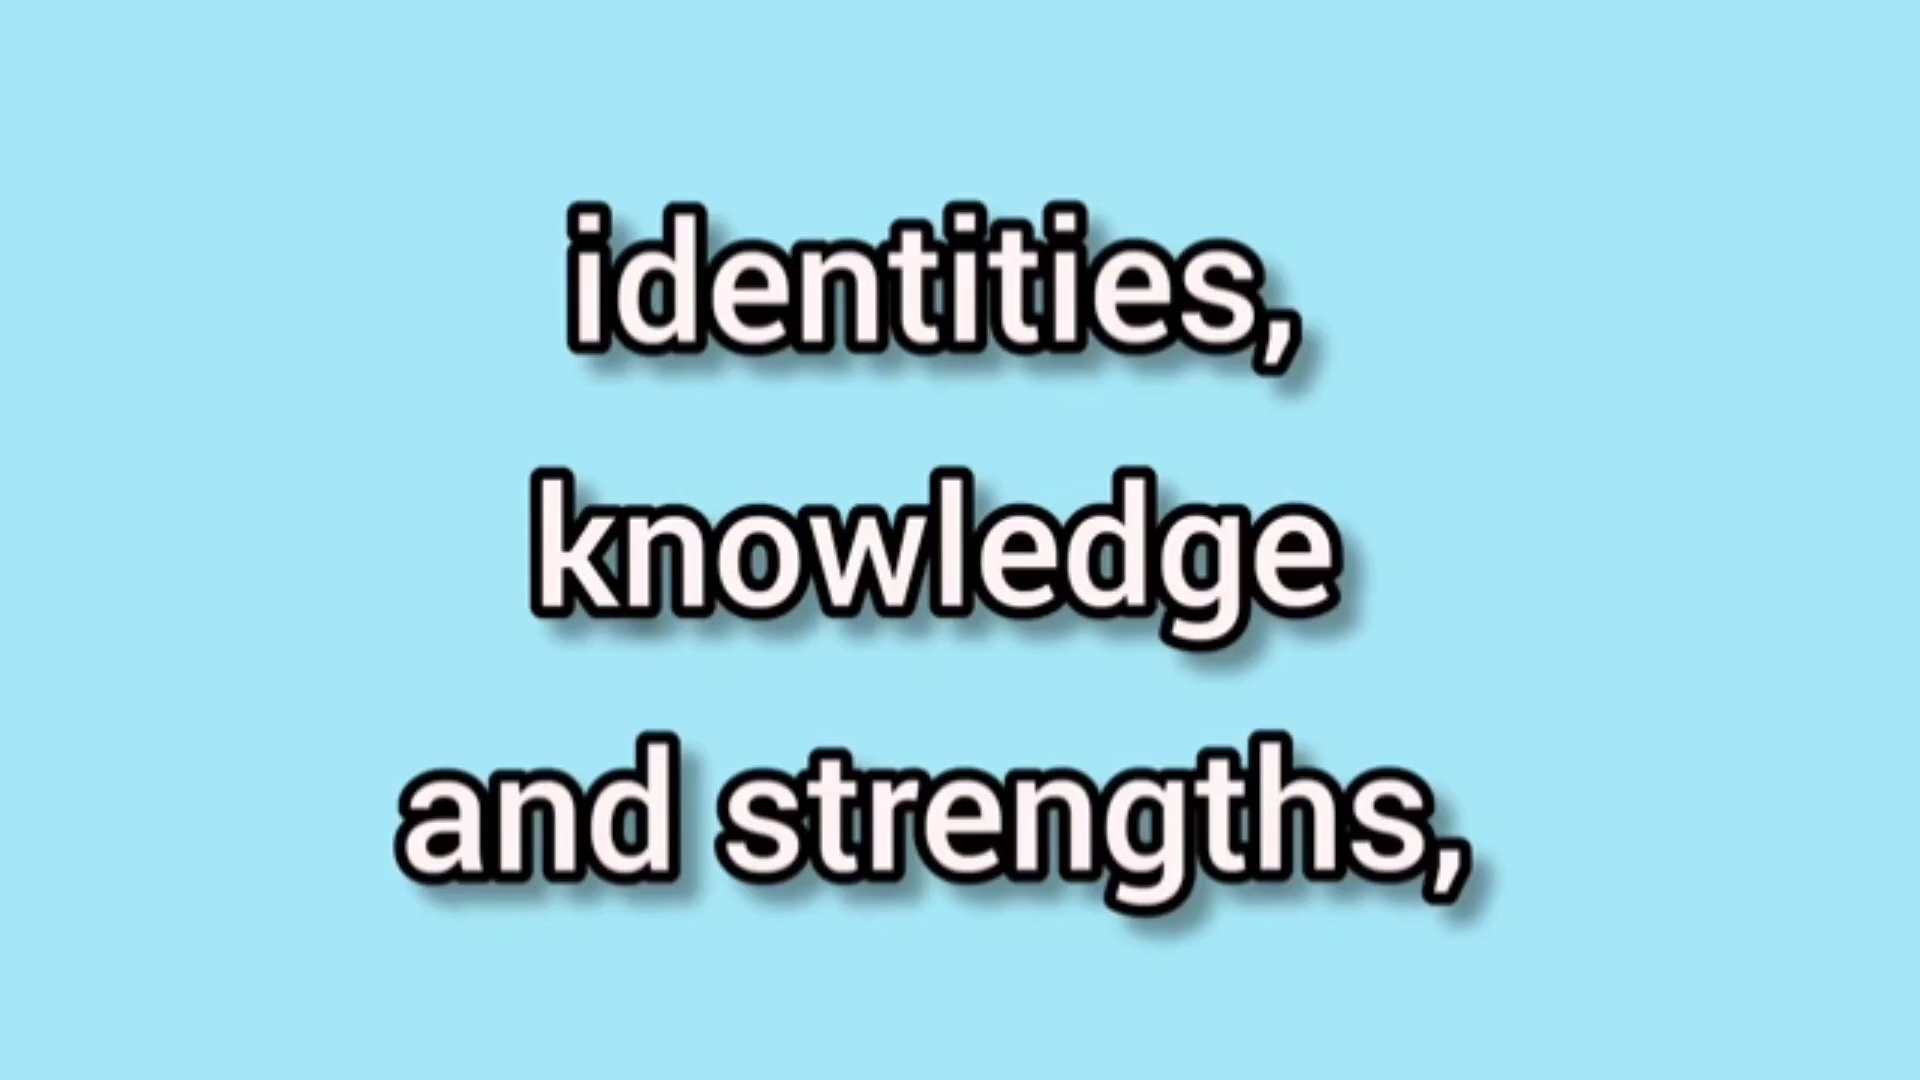 identities,
knowledge
and strengths,